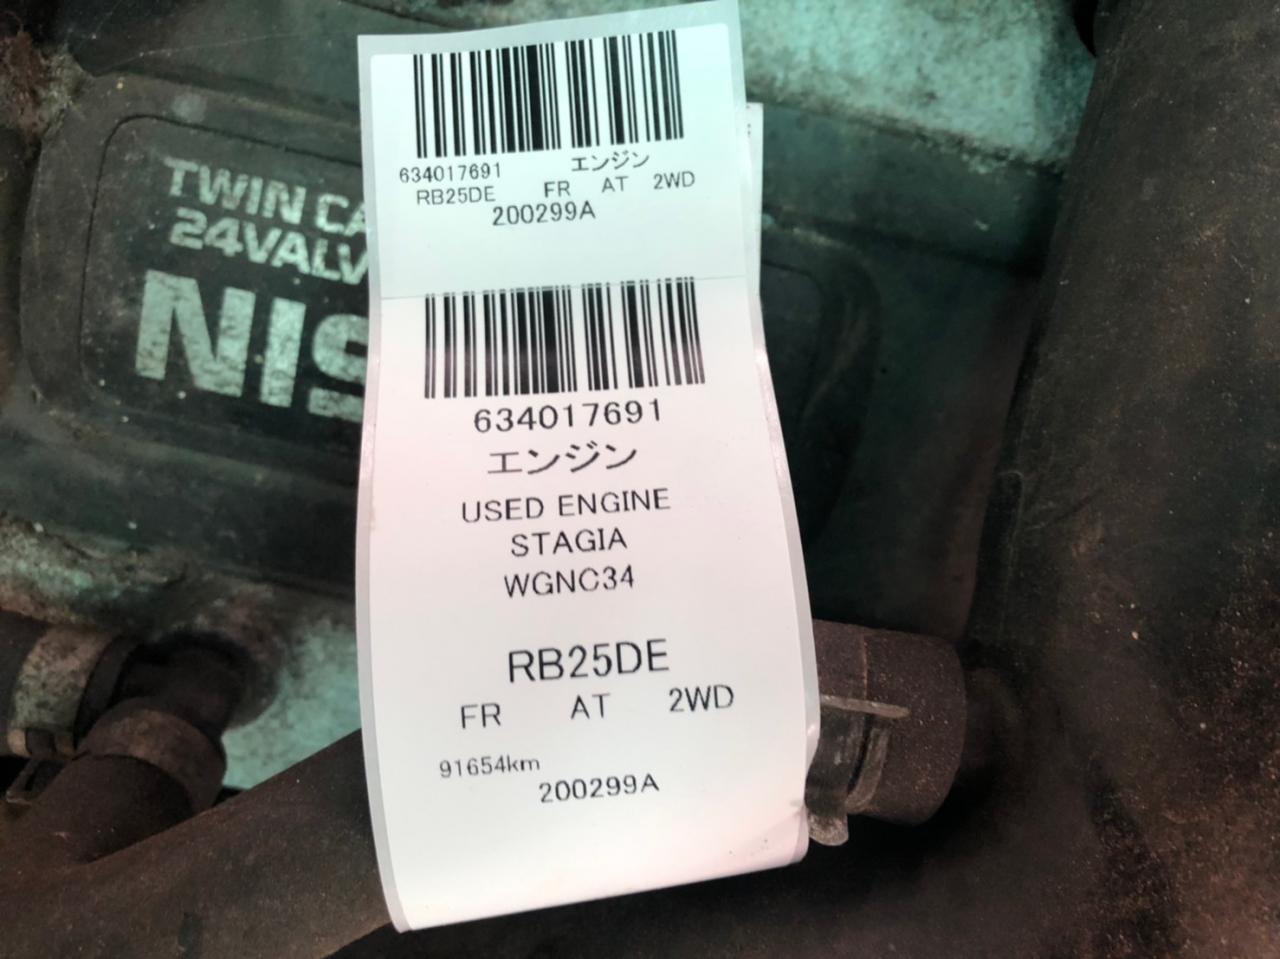 TWIN CA
24VALV
NIS
634017691 エンジン
RB25DE FR AT 2WD
200299A
634017691
エンジン
USED ENGINE
STAGIA
WGNC34
RB25DE
FR AT 2WD
91654km
200299A